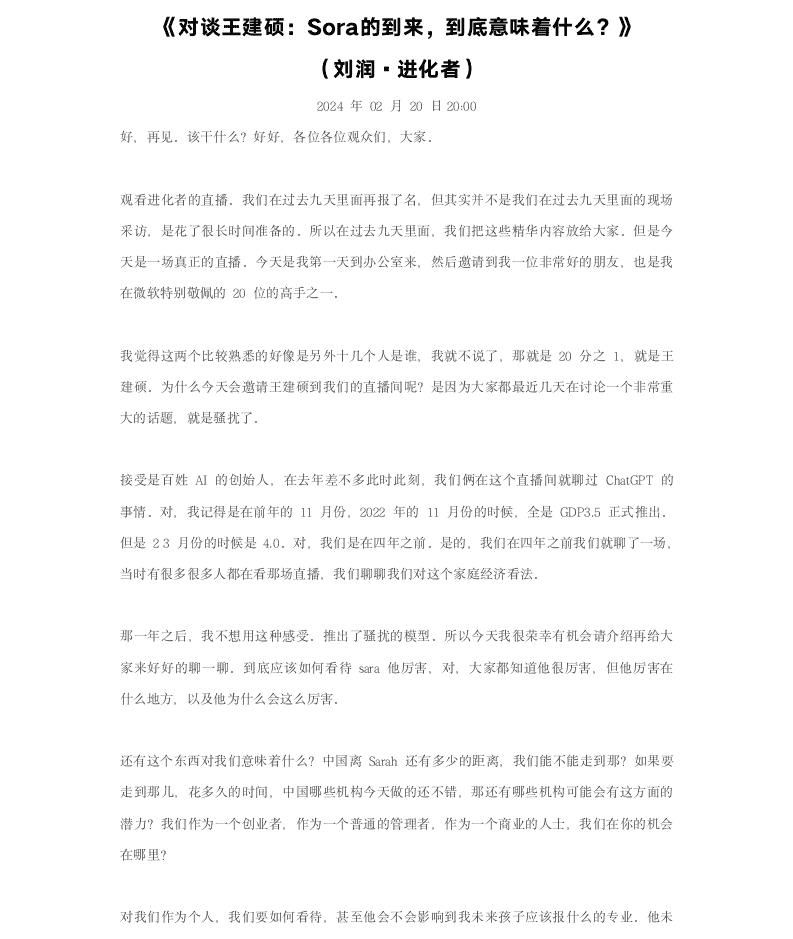 《对谈王建硕：Sora的到来，到底意味着什么？》
（刘润·进化者）
2024 年 02 月 20 日 20:00
好，再见．该干什么？好好，各位各位观众们，大家．
观看进化者的直播．我们在过去九天里面再报了名，但其实并不是我们在过去九天里面的现场
采访，是花了很长时间准备的．所以在过去九天里面，我们把这些精华内容放给大家．但是今
天是一场真正的直播．今天是我第一天到办公室来，然后邀请到我一位非常好的朋友，也是我
在微软特别敬佩的 20 位的高手之一．
我觉得这两个比较熟悉的好像是另外十几个人是谁，我就不说了，那就是 20 分之 1，就是王
建硕．为什么今天会邀请王建硕到我们的直播间呢？是因为大家都最近几天在讨论一个非常重
大的话题，就是骚扰了．
接受是百姓 AI 的创始人，在去年差不多此时此刻，我们俩在这个直播间就聊过 ChatGPT 的
事情．对，我记得是在前年的 11 月份，2022 年的 11 月份的时候，全是 GDP3.5 正式推出．
但是 2 3 月份的时候是 4.0．对，我们是在四年之前．是的，我们在四年之前我们就聊了一场，
当时有很多很多人都在看那场直播，我们聊聊我们对这个家庭经济看法．
那一年之后，我不想用这种感受．推出了骚扰的模型．所以今天我很荣幸有机会请介绍再给大
家来好好的聊一聊．到底应该如何看待 sara 他厉害，对，大家都知道他很厉害，但他厉害在
什么地方，以及他为什么会这么厉害．
还有这个东西对我们意味着什么？中国离 Sarah 还有多少的距离，我们能不能走到那？如果要
走到那儿，花多久的时间，中国哪些机构今天做的还不错，那还有哪些机构可能会有这方面的
潜力？我们作为一个创业者，作为一个普通的管理者，作为一个商业的人士，我们在你的机会
在哪里？
对我们作为个人，我们要如何看待，甚至他会不会影响到我未来孩子应该报什么的专业．他未